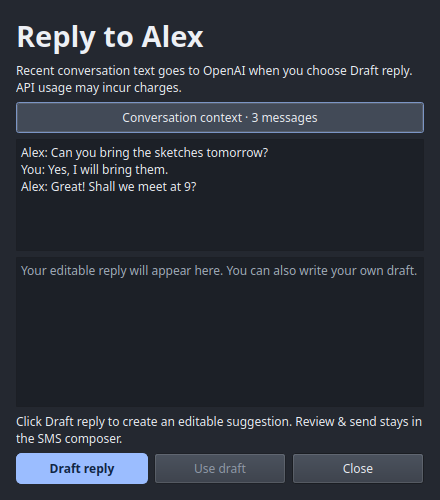 Reply to Alex
Recent conversation text goes to OpenAI when you choose Draft reply.
API usage may incur charges.
Conversation context · 3 messages
Alex: Can you bring the sketches tomorrow?
You: Yes, I will bring them.
Alex: Great! Shall we meet at 9?
Your editable reply will appear here. You can also write your own draft.
Click Draft reply to create an editable suggestion. Review & send stays in
the SMS composer.
Draft reply
Use draft
Close